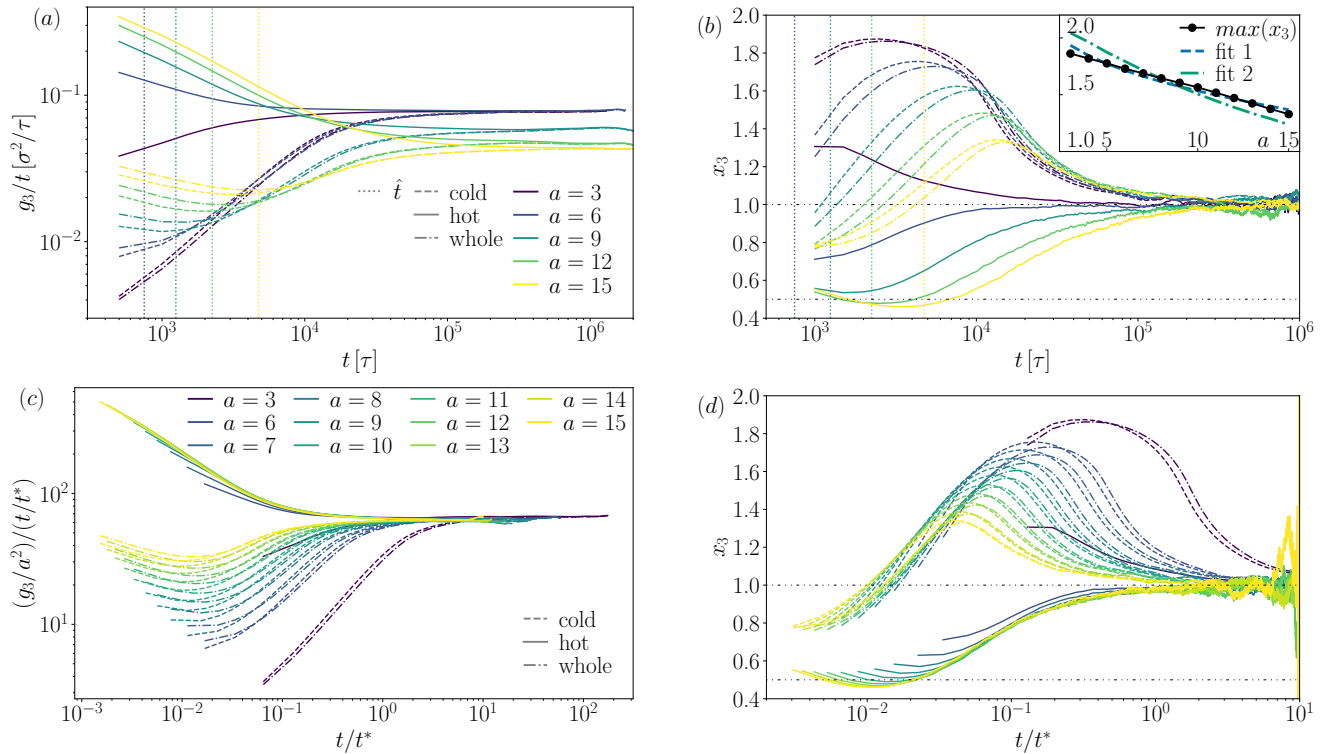 (a)
g₃/t [σ²/τ]
10⁻¹
10⁻²
10³
10⁴
10⁵
10⁶
t [τ]
t̂
cold
hot
whole
a = 3
a = 6
a = 9
a = 12
a = 15
(b)
x₃
2.0
1.8
1.6
1.4
1.2
1.0
0.8
0.6
0.4
10³
10⁴
10⁵
10⁶
t [τ]
2.0
1.5
1.0
5
10
a
15
max(x₃)
fit 1
fit 2
(c)
(g₃/a²)/(t/t*)
10²
10¹
a = 3
a = 6
a = 7
a = 8
a = 9
a = 10
a = 11
a = 12
a = 13
a = 14
a = 15
cold
hot
whole
10⁻³
10⁻²
10⁻¹
10⁰
10¹
10²
t/t*
(d)
x₃
2.0
1.8
1.6
1.4
1.2
1.0
0.8
0.6
0.4
10⁻²
10⁻¹
10⁰
10¹
t/t*